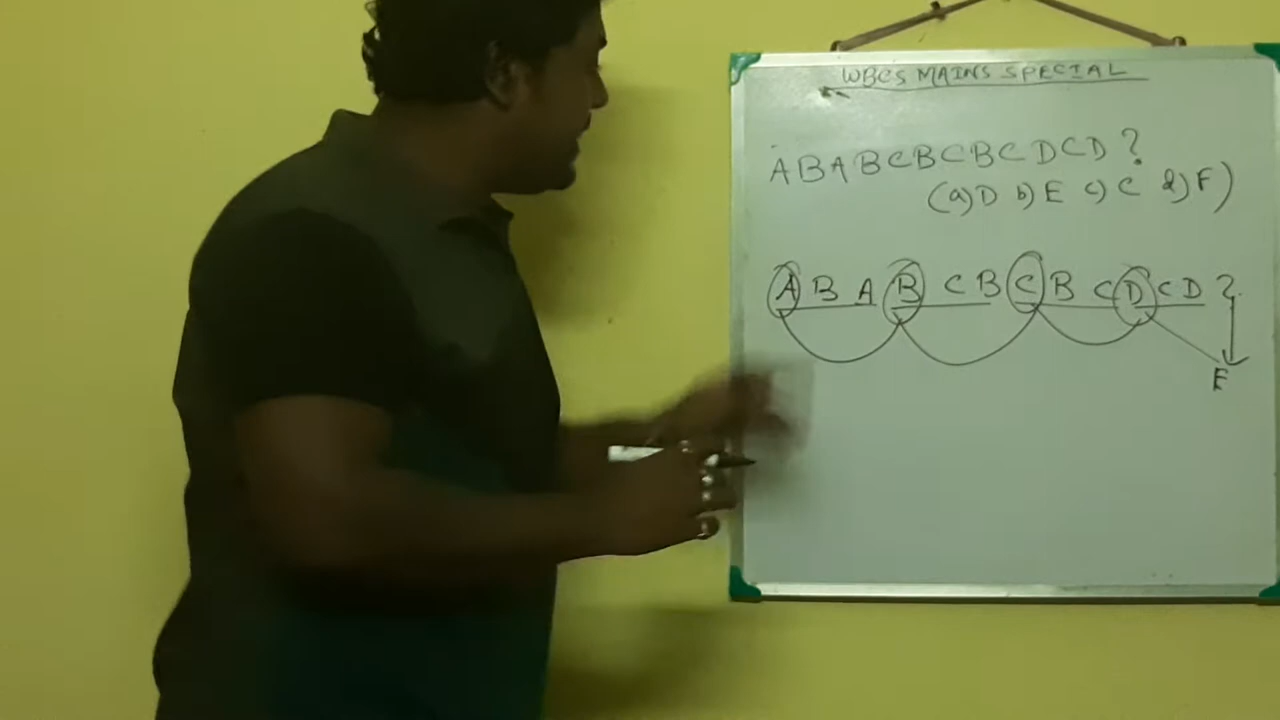 WBCS MAINS SPECIAL
A B A B C B C B C D C D ?
(a) D b) E c) C d) F)
A B A B C B C B C D C D ?
E